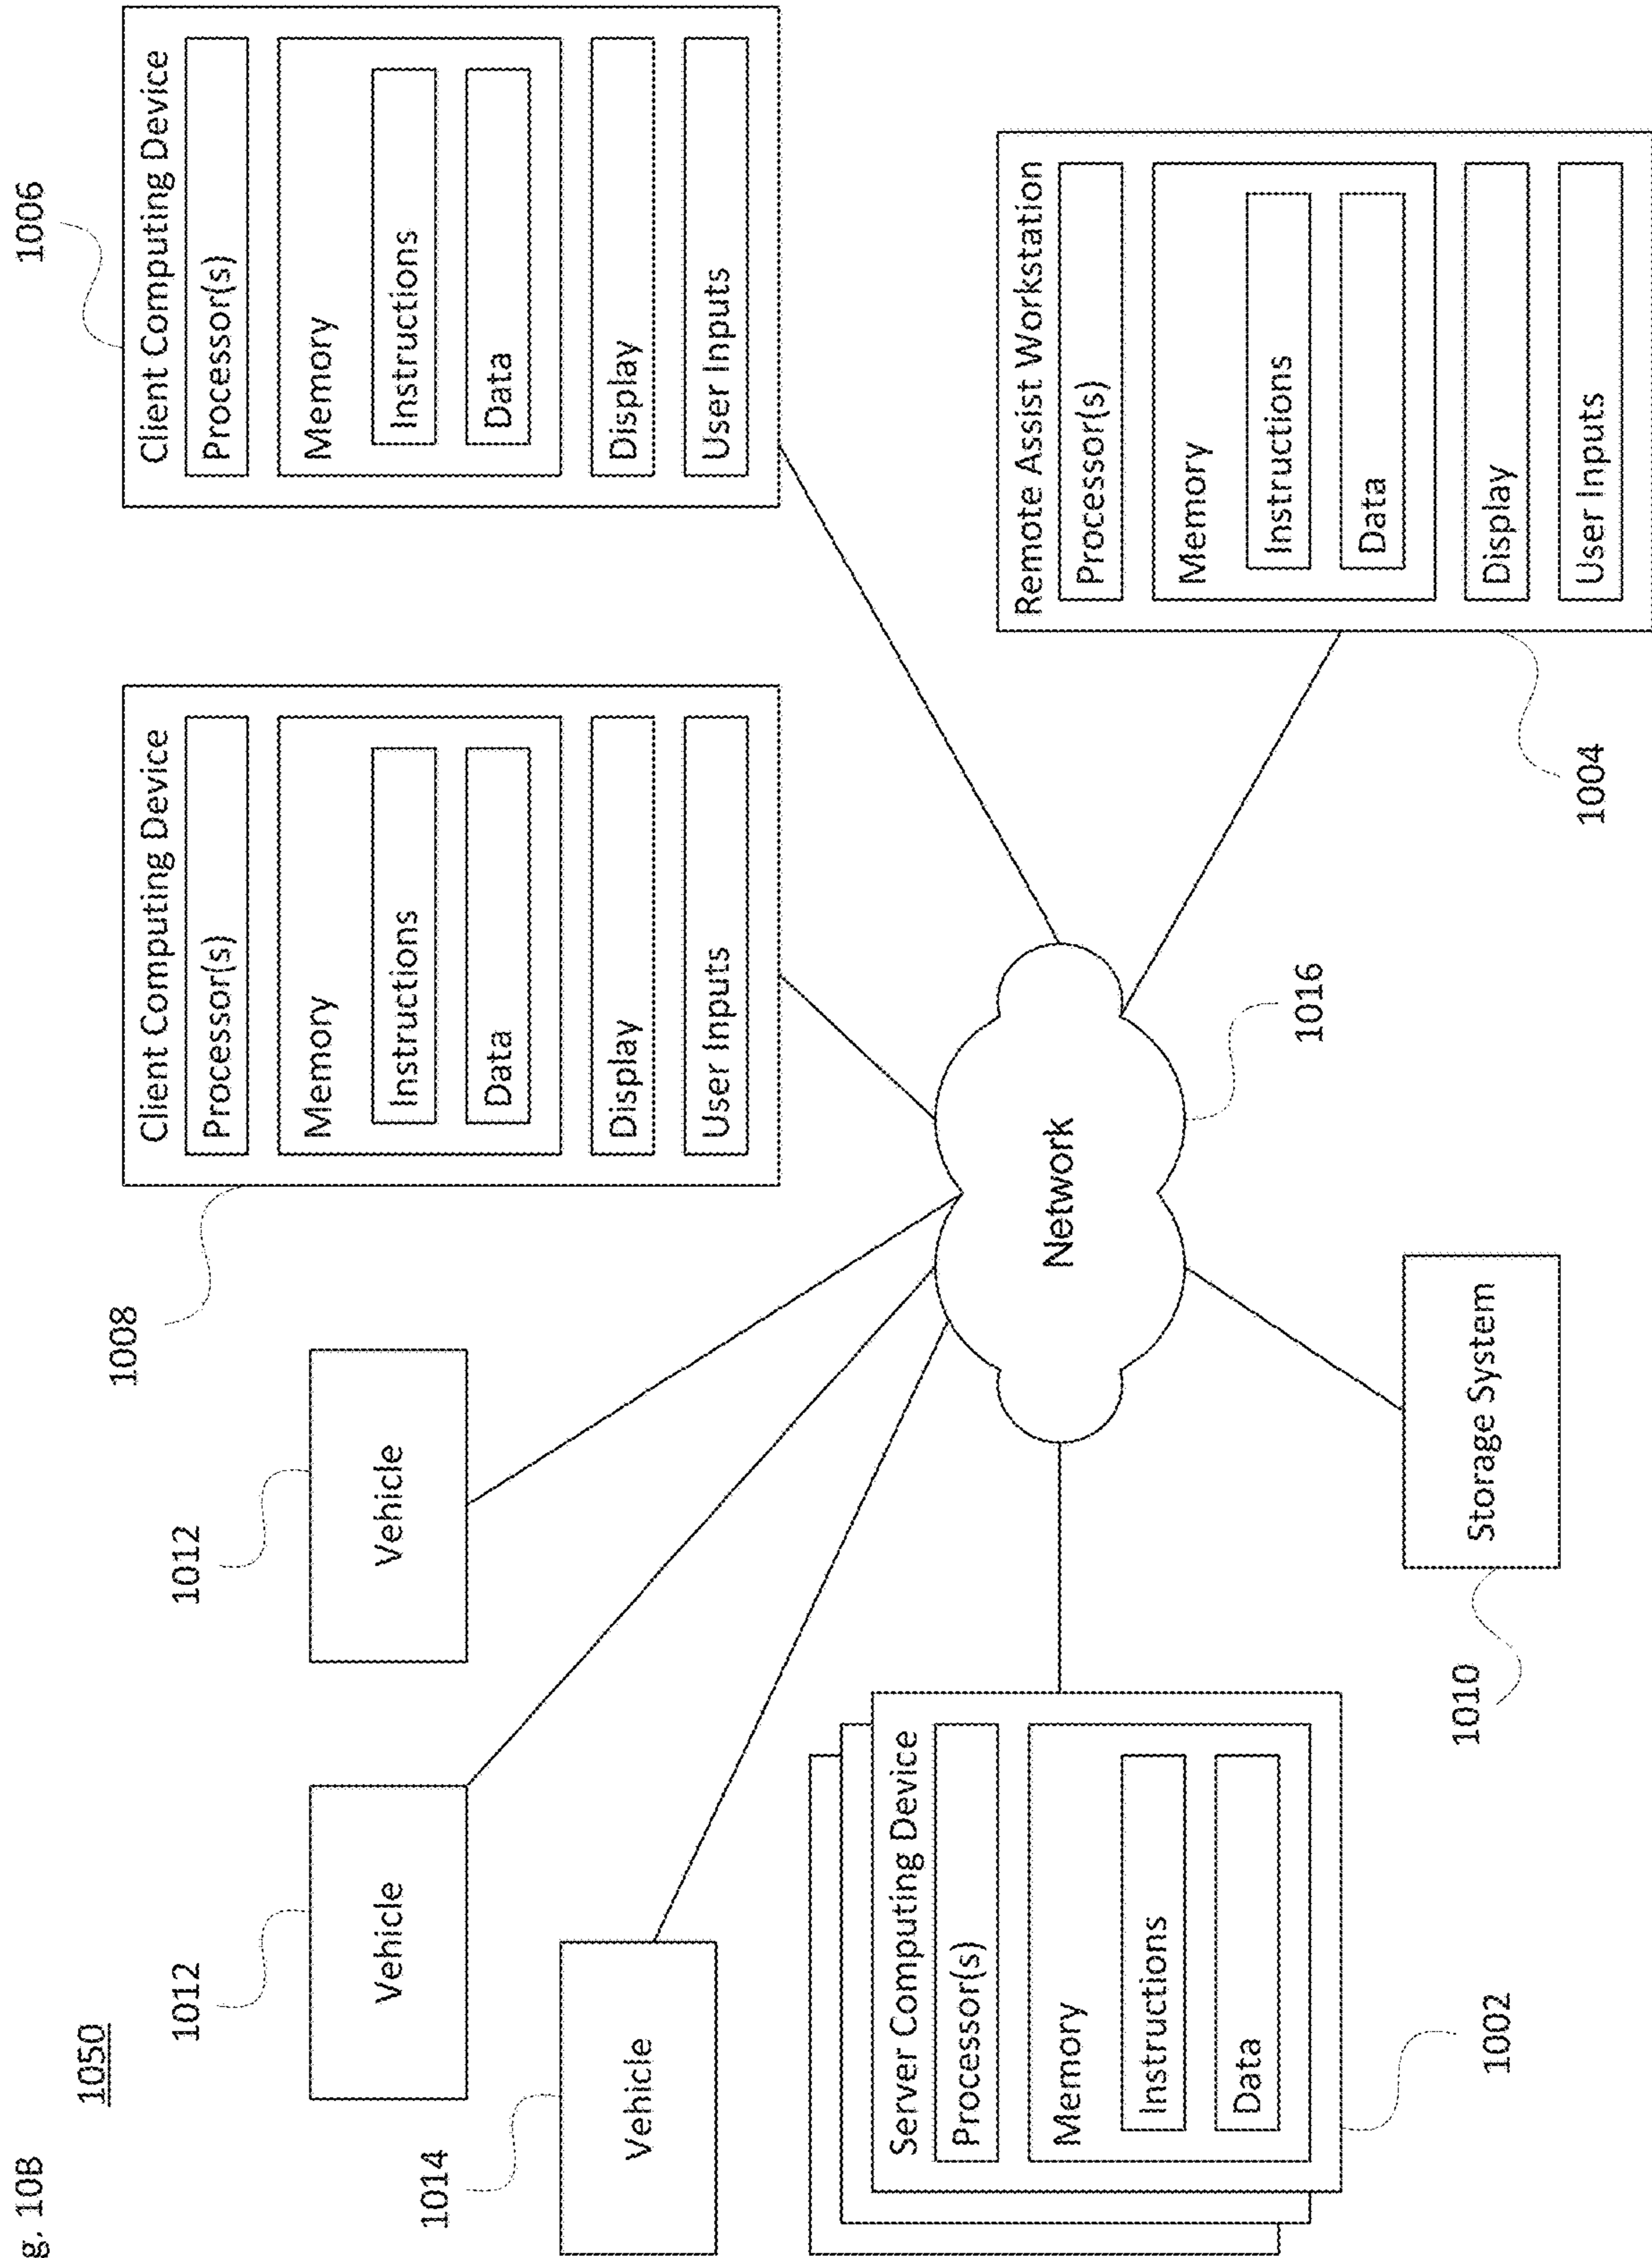 g. 10B
1050
1012
Vehicle
1012
Vehicle
1014
Vehicle
1008
Client Computing Device
Processor(s)
Memory
Instructions
Data
Display
User Inputs
1006
Client Computing Device
Processor(s)
Memory
Instructions
Data
Display
User Inputs
Server Computing Device
Processor(s)
Memory
Instructions
Data
1002
Network
1016
Storage System
1010
Remote Assist Workstation
Processor(s)
Memory
Instructions
Data
Display
User Inputs
1004